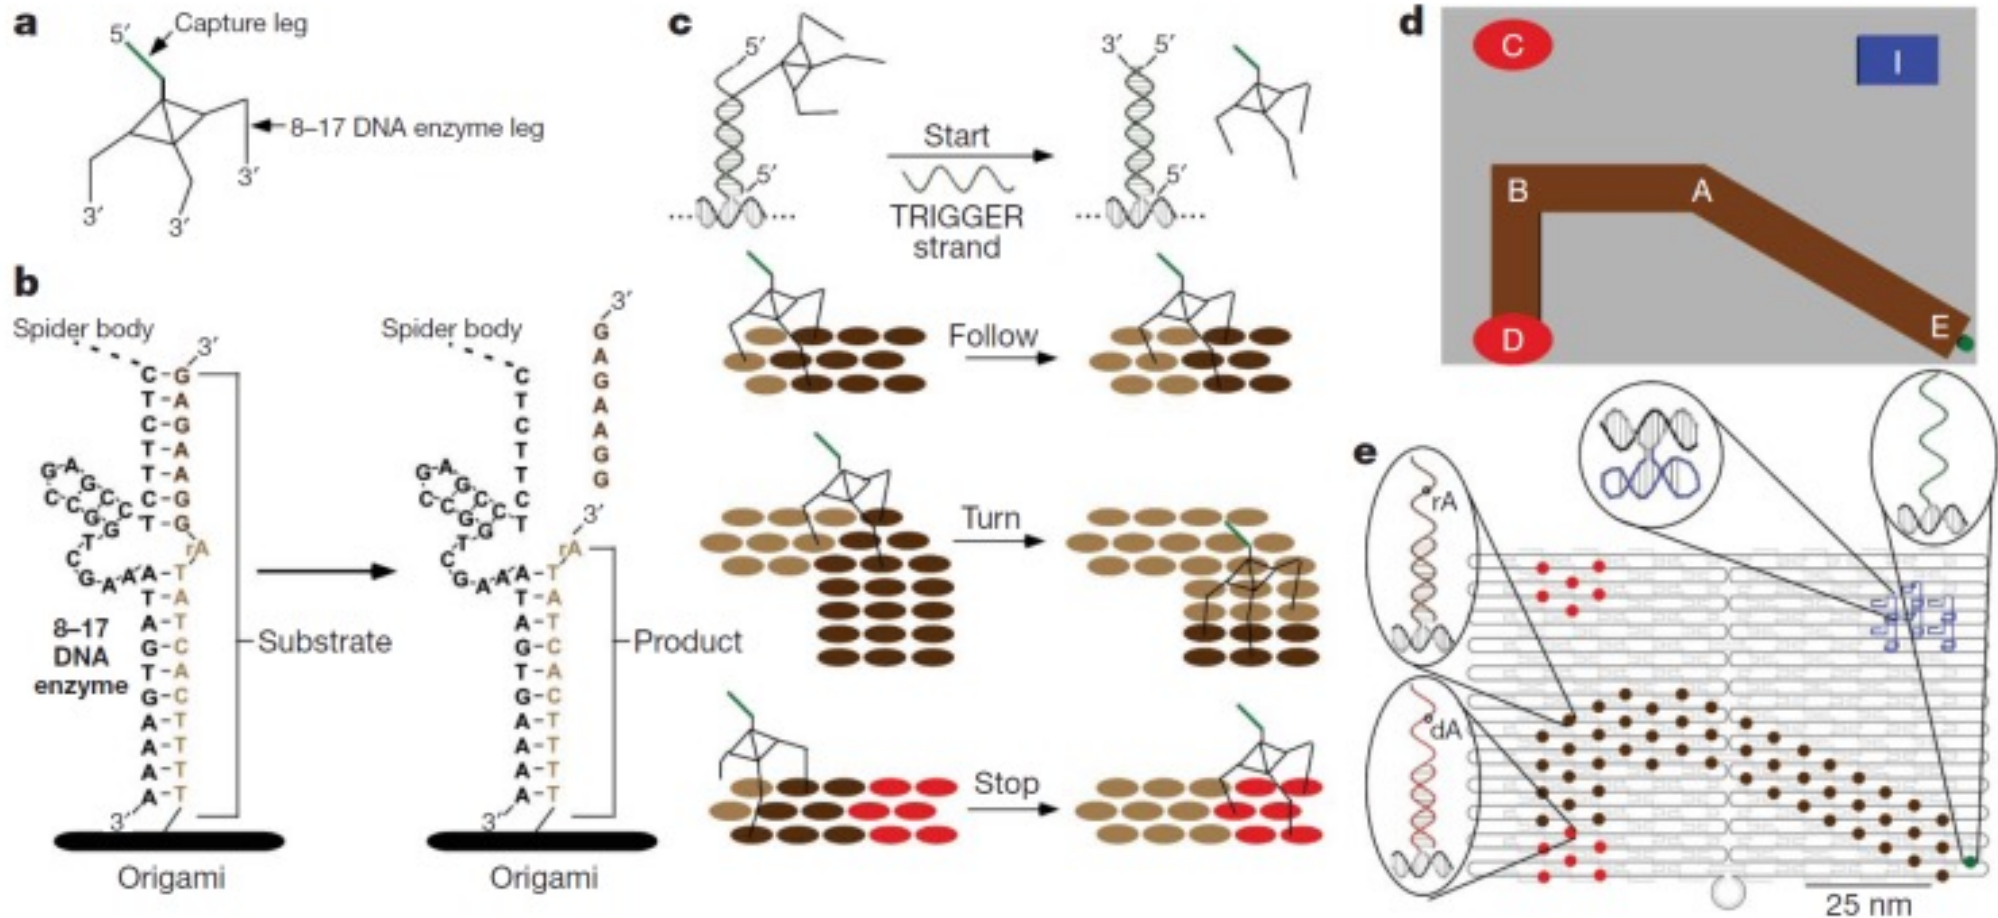 a
5′
Capture leg
8–17 DNA enzyme leg
3′
3′
3′
b
Spider body
3′
C–G
T–A
C–G
T–A
T–A
C–G
T–G
rA
G A G C C
C C G G
T
C
G A A
A–T
T–A
A–T
G–C
T–A
G–C
A–T
A–T
A–T
A–T
3′
8–17
DNA
enzyme
Substrate
Origami
Spider body
C
T
C
T
T
C
T
3′
G
A
G
A
A
G
G
3′
rA
G A G C C
C C G G
T
C
G A A
A–T
T–A
A–T
G–C
T–A
G–C
A–T
A–T
A–T
A–T
3′
Product
Origami
c
5′
5′
Start
TRIGGER
strand
3′
5′
5′
Follow
Turn
Stop
d
C
I
B
A
D
E
e
rA
dA
25 nm